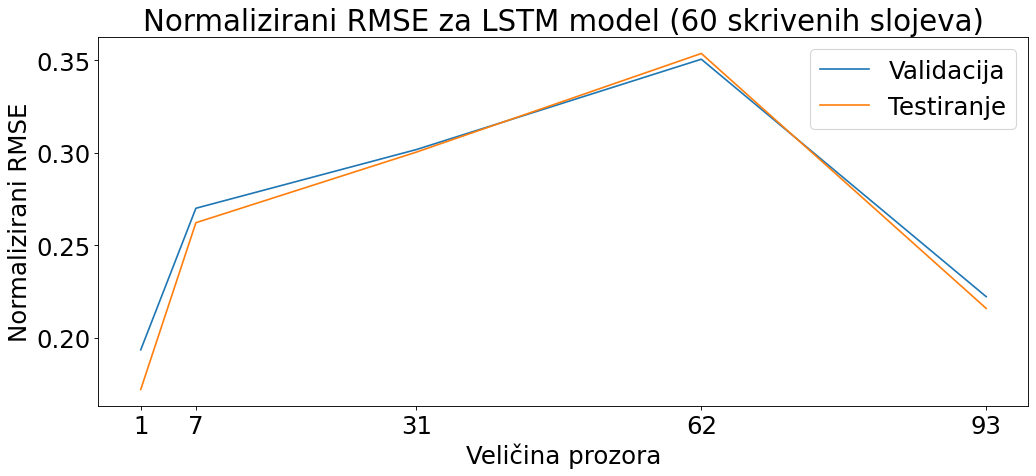 Normalizirani RMSE za LSTM model (60 skrivenih slojeva)
Normalizirani RMSE
0.35
0.30
0.25
0.20
Validacija
Testiranje
1 7 31 62 93
Veličina prozora